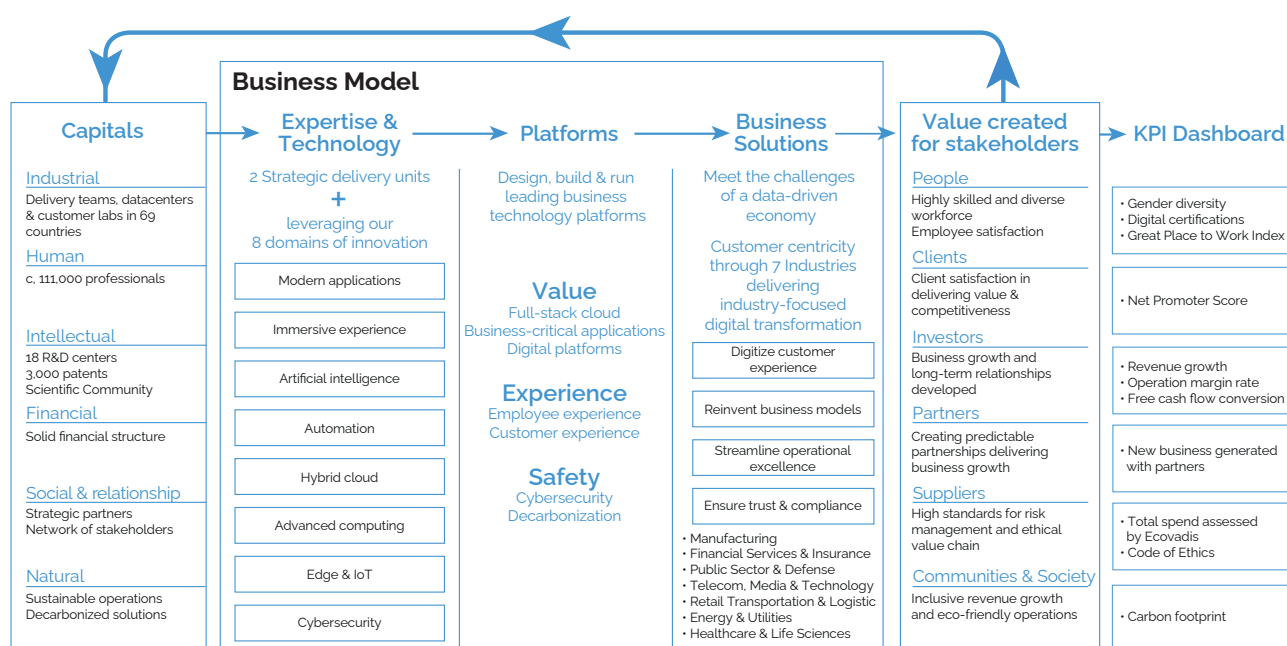 Business Model
Capitals
Industrial
Delivery teams, datacenters
& customer labs in 69
countries
Human
c, 111,000 professionals
Intellectual
18 R&D centers
3,000 patents
Scientific Community
Financial
Solid financial structure
Social & relationship
Strategic partners
Network of stakeholders
Natural
Sustainable operations
Decarbonized solutions
Expertise &
Technology
2 Strategic delivery units
+
leveraging our
8 domains of innovation
Modern applications
Immersive experience
Artificial intelligence
Automation
Hybrid cloud
Advanced computing
Edge & IoT
Cybersecurity
Platforms
Design, build & run
leading business
technology platforms
Value
Full-stack cloud
Business-critical applications
Digital platforms
Experience
Employee experience
Customer experience
Safety
Cybersecurity
Decarbonization
Business
Solutions
Meet the challenges
of a data-driven
economy
Customer centricity
through 7 Industries
delivering
industry-focused
digital transformation
Digitize customer
experience
Reinvent business models
Streamline operational
excellence
Ensure trust & compliance
• Manufacturing
• Financial Services & Insurance
• Public Sector & Defense
• Telecom, Media & Technology
• Retail Transportation & Logistic
• Energy & Utilities
• Healthcare & Life Sciences
Value created
for stakeholders
People
Highly skilled and diverse
workforce
Employee satisfaction
Clients
Client satisfaction in
delivering value &
competitiveness
Investors
Business growth and
long-term relationships
developed
Partners
Creating predictable
partnerships delivering
business growth
Suppliers
High standards for risk
management and ethical
value chain
Communities & Society
Inclusive revenue growth
and eco-friendly operations
KPI Dashboard
• Gender diversity
• Digital certifications
• Great Place to Work Index
• Net Promoter Score
• Revenue growth
• Operation margin rate
• Free cash flow conversion
• New business generated
with partners
• Total spend assessed
by Ecovadis
• Code of Ethics
• Carbon footprint